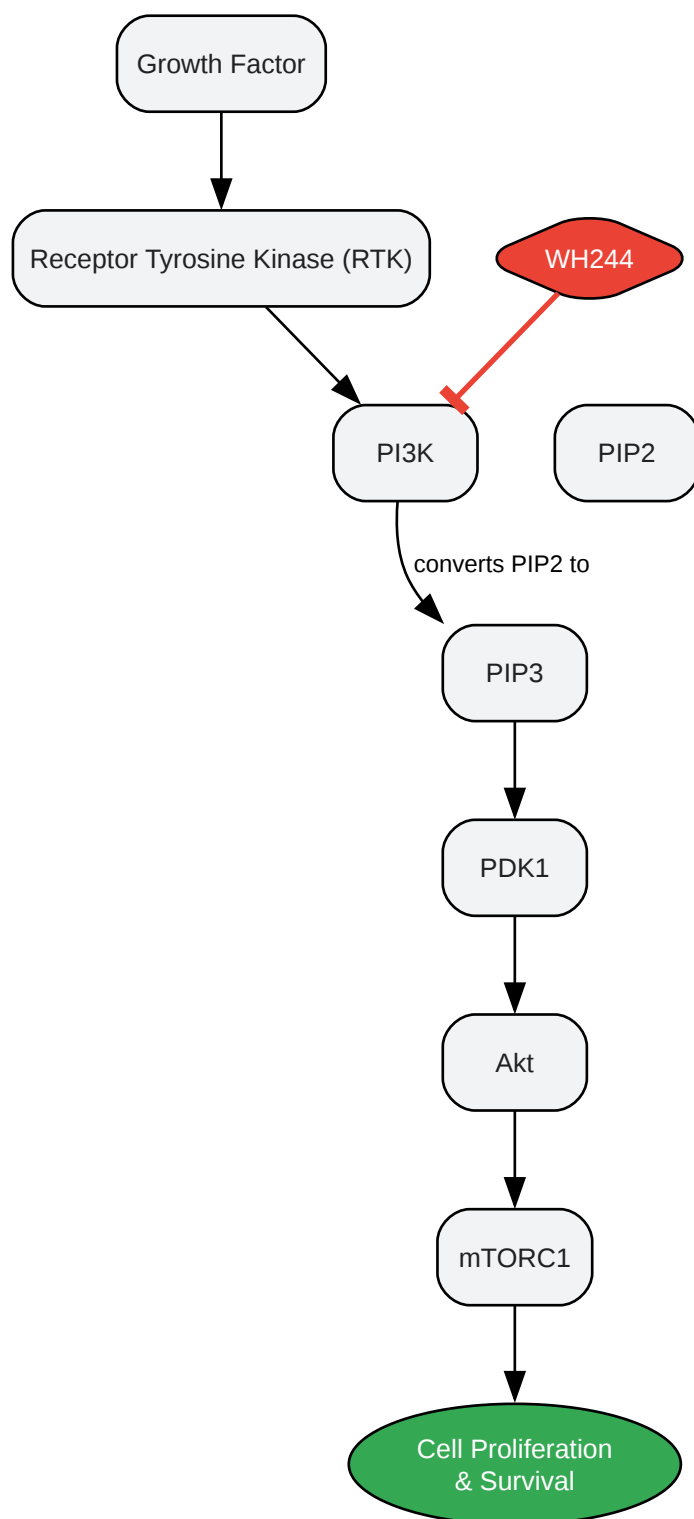 Growth Factor
Receptor Tyrosine Kinase (RTK)
WH244
PI3K
PIP2
converts PIP2 to
PIP3
PDK1
Akt
mTORC1
Cell Proliferation
& Survival